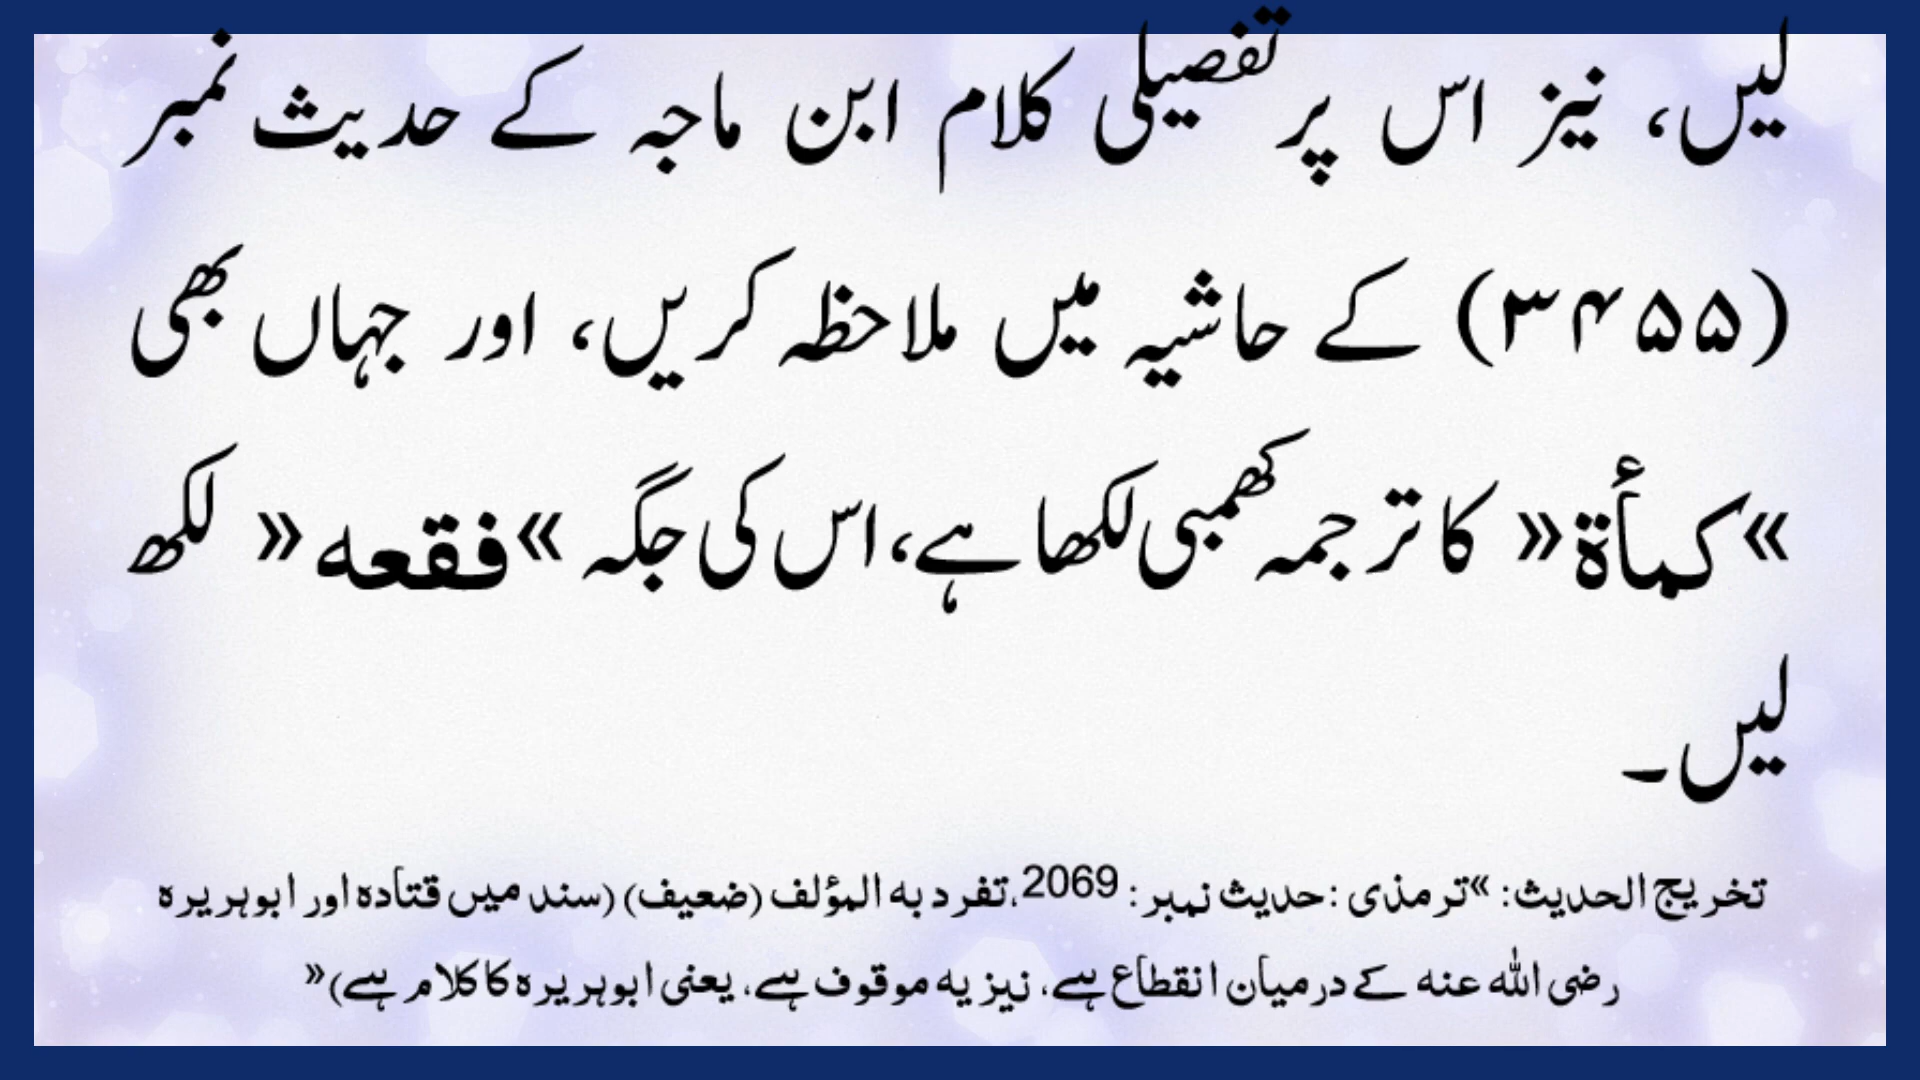 لیں، نیز اس پر تفصیلی کلام ابن ماجہ کے حدیث نمبر
(۳۴۵۵) کے حاشیہ میں ملاحظہ کریں، اور جہاں بھی
»کمأۃ« کا ترجمہ کھمبی لکھا ہے، اس کی جگہ »فقعہ« لکھ
لیں۔
تخریج الحدیث: »ترمذی: حدیث نمبر: 2069،تفرد بہ المؤلف (ضعیف) (سند میں قتادہ اور ابوہریرہ
رضی اللہ عنہ کے درمیان انقطاع ہے، نیز یہ موقوف ہے، یعنی ابوہریرہ کا کلام ہے)«